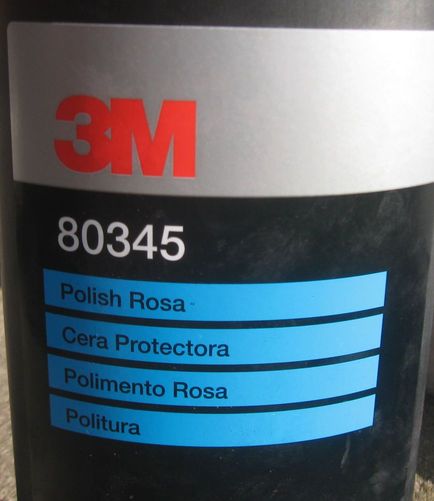 3M
80345
Polish Rosa
Cera Protectora
Polimento Rosa
Politura